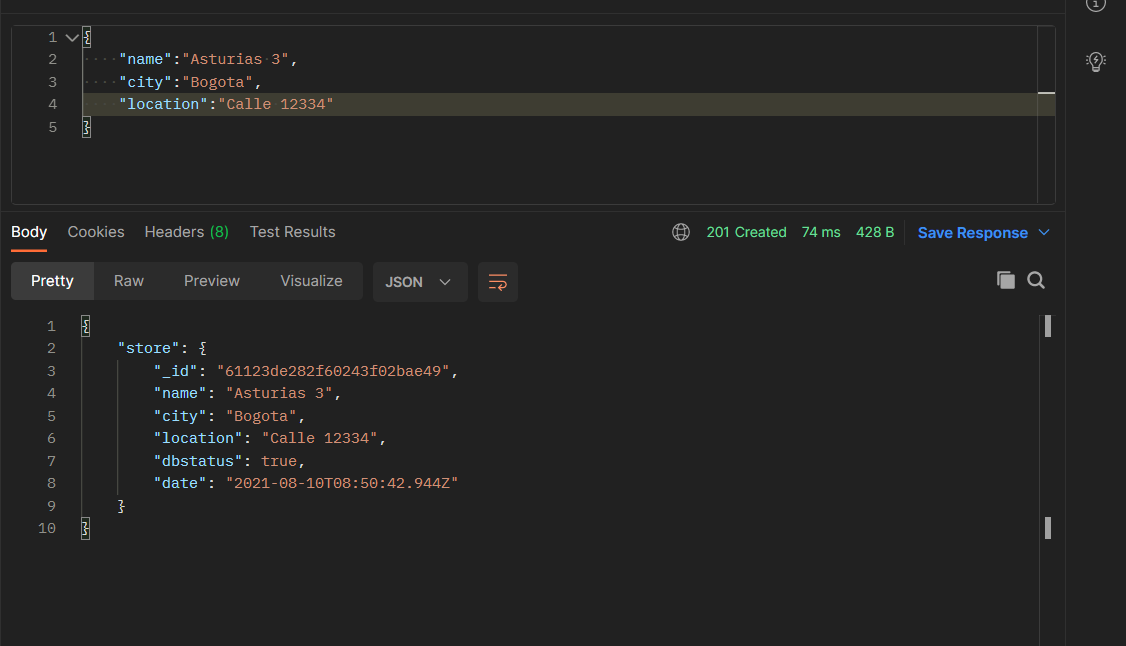 1 {
2 "name":"Asturias 3",
3 "city":"Bogota",
4 "location":"Calle 12334"
5 }
Body Cookies Headers (8) Test Results 201 Created 74 ms 428 B Save Response
Pretty Raw Preview Visualize JSON
1 {
2 "store": {
3 "_id": "61123de282f60243f02bae49",
4 "name": "Asturias 3",
5 "city": "Bogota",
6 "location": "Calle 12334",
7 "dbstatus": true,
8 "date": "2021-08-10T08:50:42.944Z"
9 }
10 }